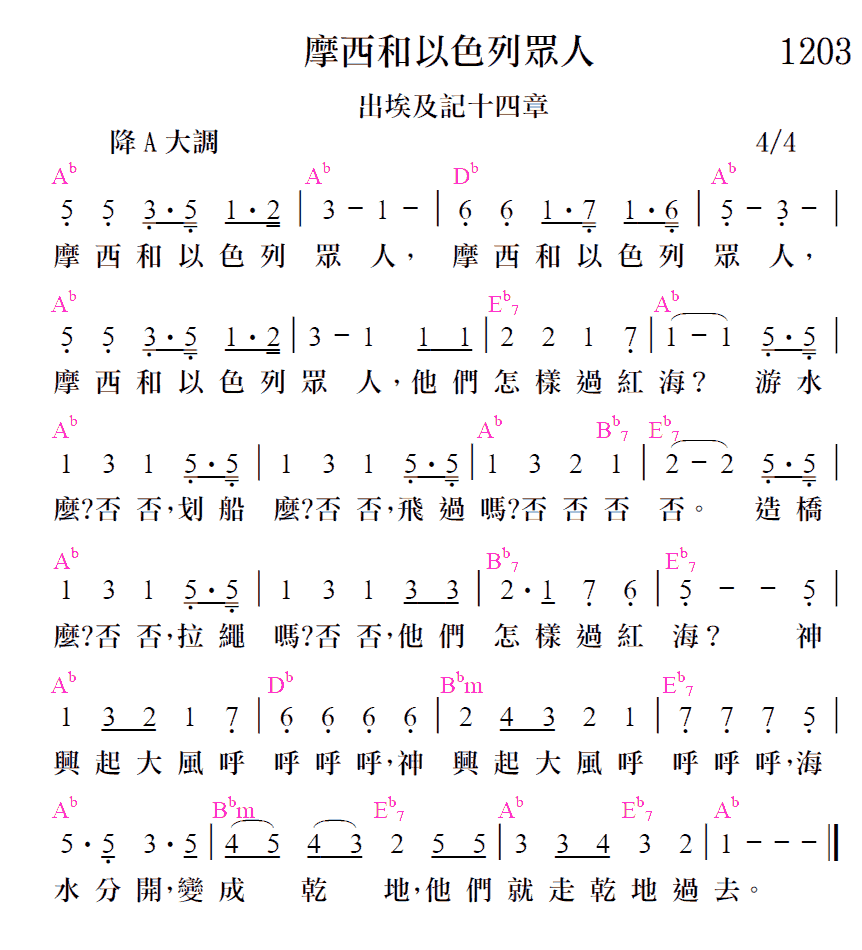 摩西和以色列眾人 1203
出埃及記十四章
降 A 大調 4/4
A♭ A♭ D♭ A♭
5̣ 5̣ 3̣·5̣ 1·2 | 3 – 1 – | 6̣ 6̣ 1·7̣ 1·6̣ | 5̣ – 3̣ – |
摩西和以色列 眾 人， 摩西和以色列 眾 人，
A♭ E♭7 A♭
5̣ 5̣ 3̣·5̣ 1·2 | 3 – 1 1 1 | 2 2 1 7̣ | 1 – 1 5̣·5̣ |
摩西和以色列眾 人，他們怎樣過紅海？ 游水
A♭ A♭ B♭7 E♭7
1 3 1 5̣·5̣ | 1 3 1 5̣·5̣ | 1 3 2 1 | 2 – 2 5̣·5̣ |
麼？否否，划船 麼？否否，飛過嗎？否否否 否。 造橋
A♭ B♭7 E♭7
1 3 1 5̣·5̣ | 1 3 1 3 3 | 2·1 7̣ 6̣ | 5̣ – – 5̣ |
麼？否否，拉繩 嗎？否否，他們 怎樣過紅海？ 神
A♭ D♭ B♭m E♭7
1 3 2 1 7̣ | 6̣ 6̣ 6̣ 6̣ | 2 4 3 2 1 | 7̣ 7̣ 7̣ 5̣ |
興起大風呼 呼呼呼，神 興起大風呼 呼呼呼，海
A♭ B♭m E♭7 A♭ E♭7 A♭
5·5̣ 3·5 | 4 5 4 3 2 5 5 | 3 3 4 3 2 | 1 – – – ||
水分開，變成 乾 地，他們就走乾地過去。